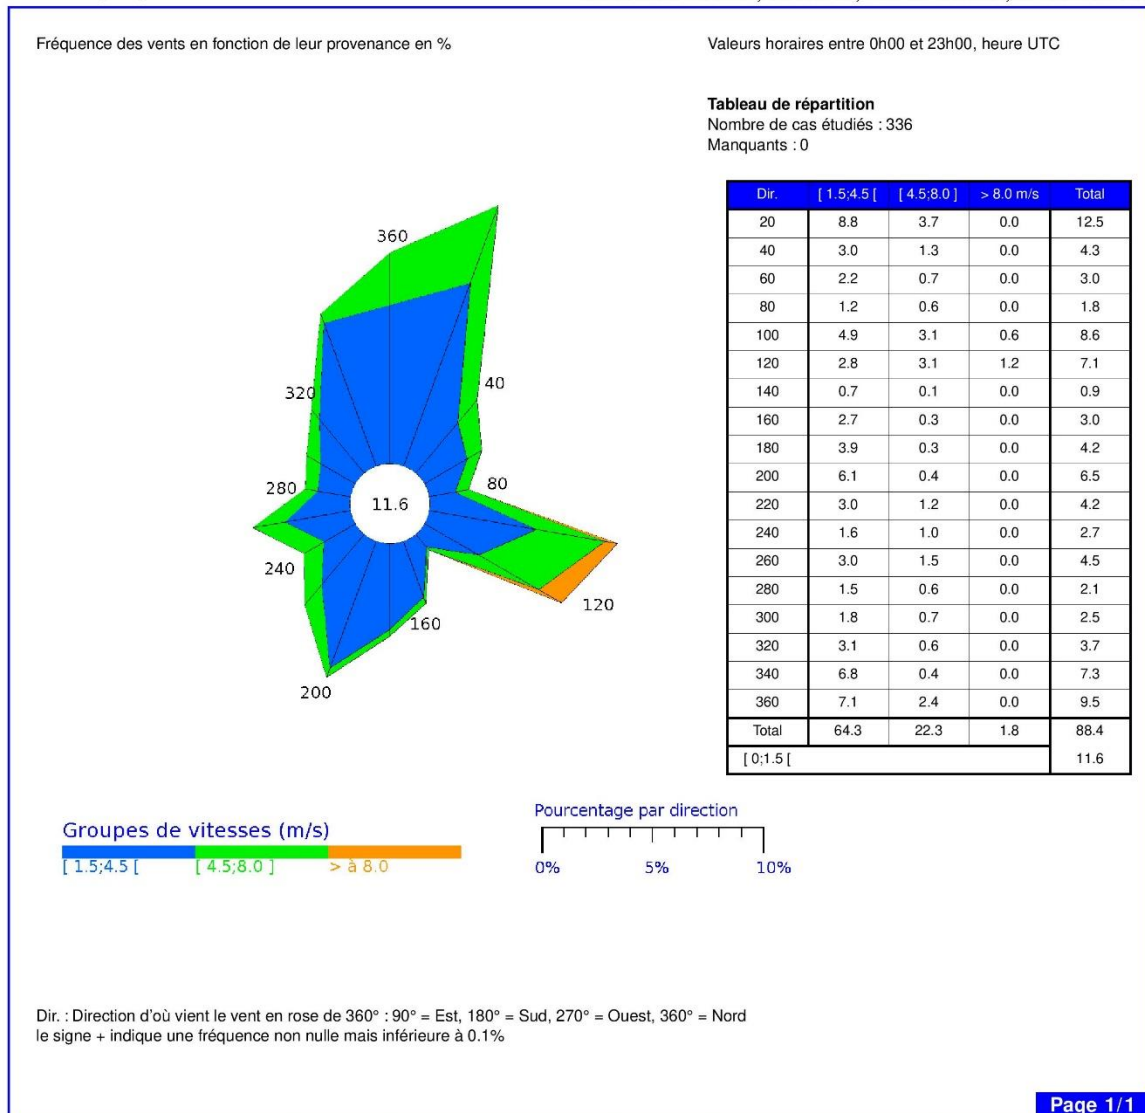 Fréquence des vents en fonction de leur provenance en %
Valeurs horaires entre 0h00 et 23h00, heure UTC
Tableau de répartition
Nombre de cas étudiés : 336
Manquants : 0
360
40
320
280
11.6
80
240
160
120
200
Dir. [ 1.5;4.5 [ [ 4.5;8.0 ] > 8.0 m/s Total
20 8.8 3.7 0.0 12.5
40 3.0 1.3 0.0 4.3
60 2.2 0.7 0.0 3.0
80 1.2 0.6 0.0 1.8
100 4.9 3.1 0.6 8.6
120 2.8 3.1 1.2 7.1
140 0.7 0.1 0.0 0.9
160 2.7 0.3 0.0 3.0
180 3.9 0.3 0.0 4.2
200 6.1 0.4 0.0 6.5
220 3.0 1.2 0.0 4.2
240 1.6 1.0 0.0 2.7
260 3.0 1.5 0.0 4.5
280 1.5 0.6 0.0 2.1
300 1.8 0.7 0.0 2.5
320 3.1 0.6 0.0 3.7
340 6.8 0.4 0.0 7.3
360 7.1 2.4 0.0 9.5
Total 64.3 22.3 1.8 88.4
[ 0;1.5 [ 11.6
Groupes de vitesses (m/s)
[ 1.5;4.5 [ [ 4.5;8.0 ] > à 8.0
Pourcentage par direction
0% 5% 10%
Dir. : Direction d'où vient le vent en rose de 360° : 90° = Est, 180° = Sud, 270° = Ouest, 360° = Nord
le signe + indique une fréquence non nulle mais inférieure à 0.1%
Page 1/1